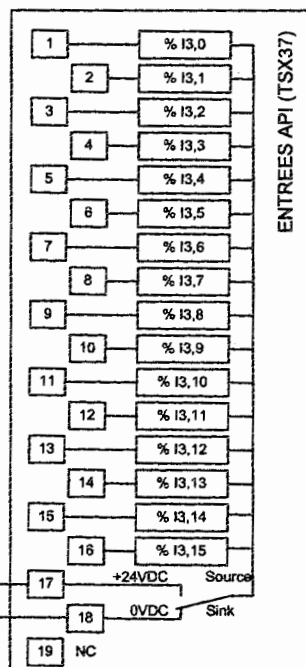 1 % I3,0
2 % I3,1
3 % I3,2
4 % I3,3
5 % I3,4
6 % I3,5
7 % I3,6
8 % I3,7
9 % I3,8
10 % I3,9
11 % I3,10
12 % I3,11
13 % I3,12
14 % I3,13
15 % I3,14
16 % I3,15
17 +24VDC Source
18 0VDC Sink
19 NC
ENTREES API (TSX37)